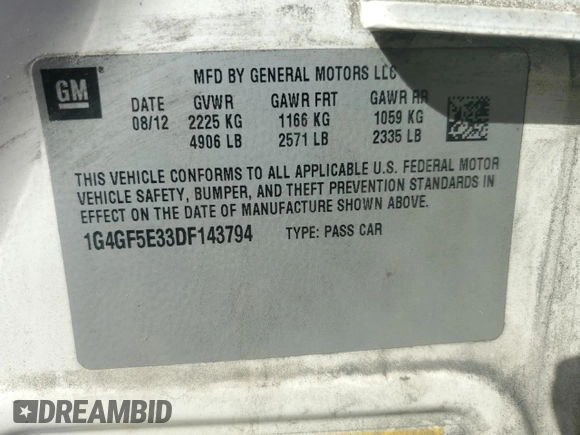 GM
MFD BY GENERAL MOTORS LLC
DATE GVWR GAWR FRT GAWR RR
08/12 2225 KG 1166 KG 1059 KG
4906 LB 2571 LB 2335 LB
THIS VEHICLE CONFORMS TO ALL APPLICABLE U.S. FEDERAL MOTOR
VEHICLE SAFETY, BUMPER, AND THEFT PREVENTION STANDARDS IN
EFFECT ON THE DATE OF MANUFACTURE SHOWN ABOVE.
1G4GF5E33DF143794 TYPE: PASS CAR
DREAMBID